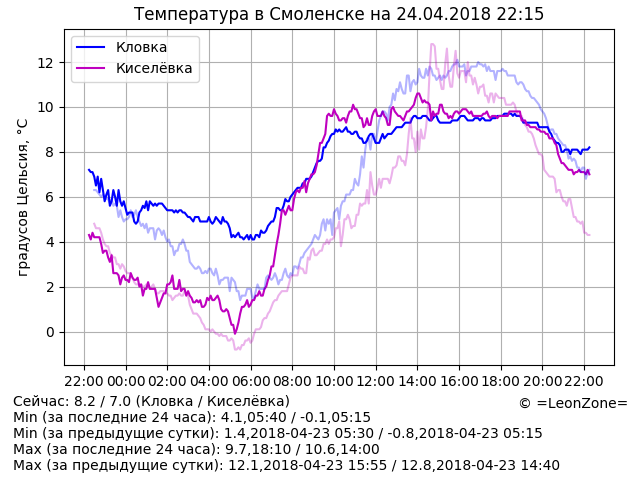 Температура в Смоленске на 24.04.2018 22:15
Кловка
Киселёвка
градусов Цельсия, °C
12
10
8
6
4
2
0
22:00 00:00 02:00 04:00 06:00 08:00 10:00 12:00 14:00 16:00 18:00 20:00 22:00
Сейчас: 8.2 / 7.0 (Кловка / Киселёвка)
© =LeonZone=
Min (за последние 24 часа): 4.1,05:40 / -0.1,05:15
Min (за предыдущие сутки): 1.4,2018-04-23 05:30 / -0.8,2018-04-23 05:15
Max (за последние 24 часа): 9.7,18:10 / 10.6,14:00
Max (за предыдущие сутки): 12.1,2018-04-23 15:55 / 12.8,2018-04-23 14:40